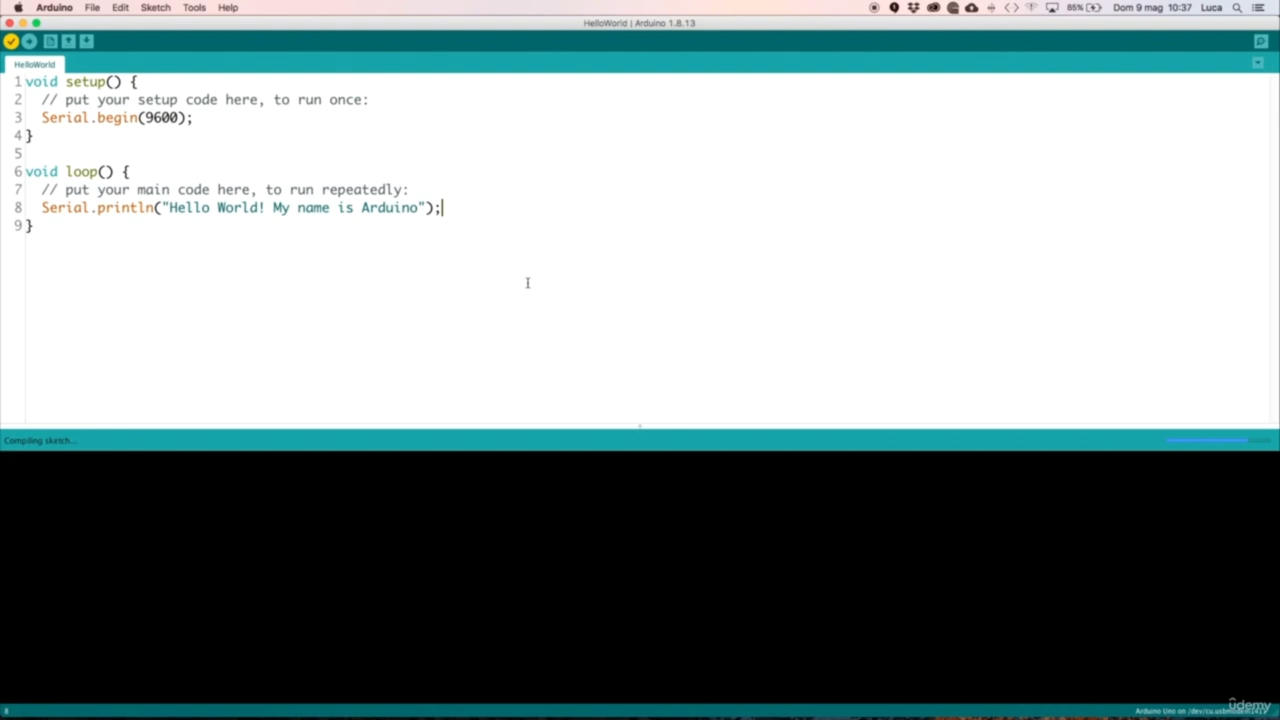 Arduino File Edit Sketch Tools Help 85% Dom 9 mag 10:37 Luca
HelloWorld | Arduino 1.8.13
HelloWorld
1 void setup() {
2 // put your setup code here, to run once:
3 Serial.begin(9600);
4 }
5
6 void loop() {
7 // put your main code here, to run repeatedly:
8 Serial.println("Hello World! My name is Arduino");
9 }
Compiling sketch...
8 Arduino Uno on
udemy